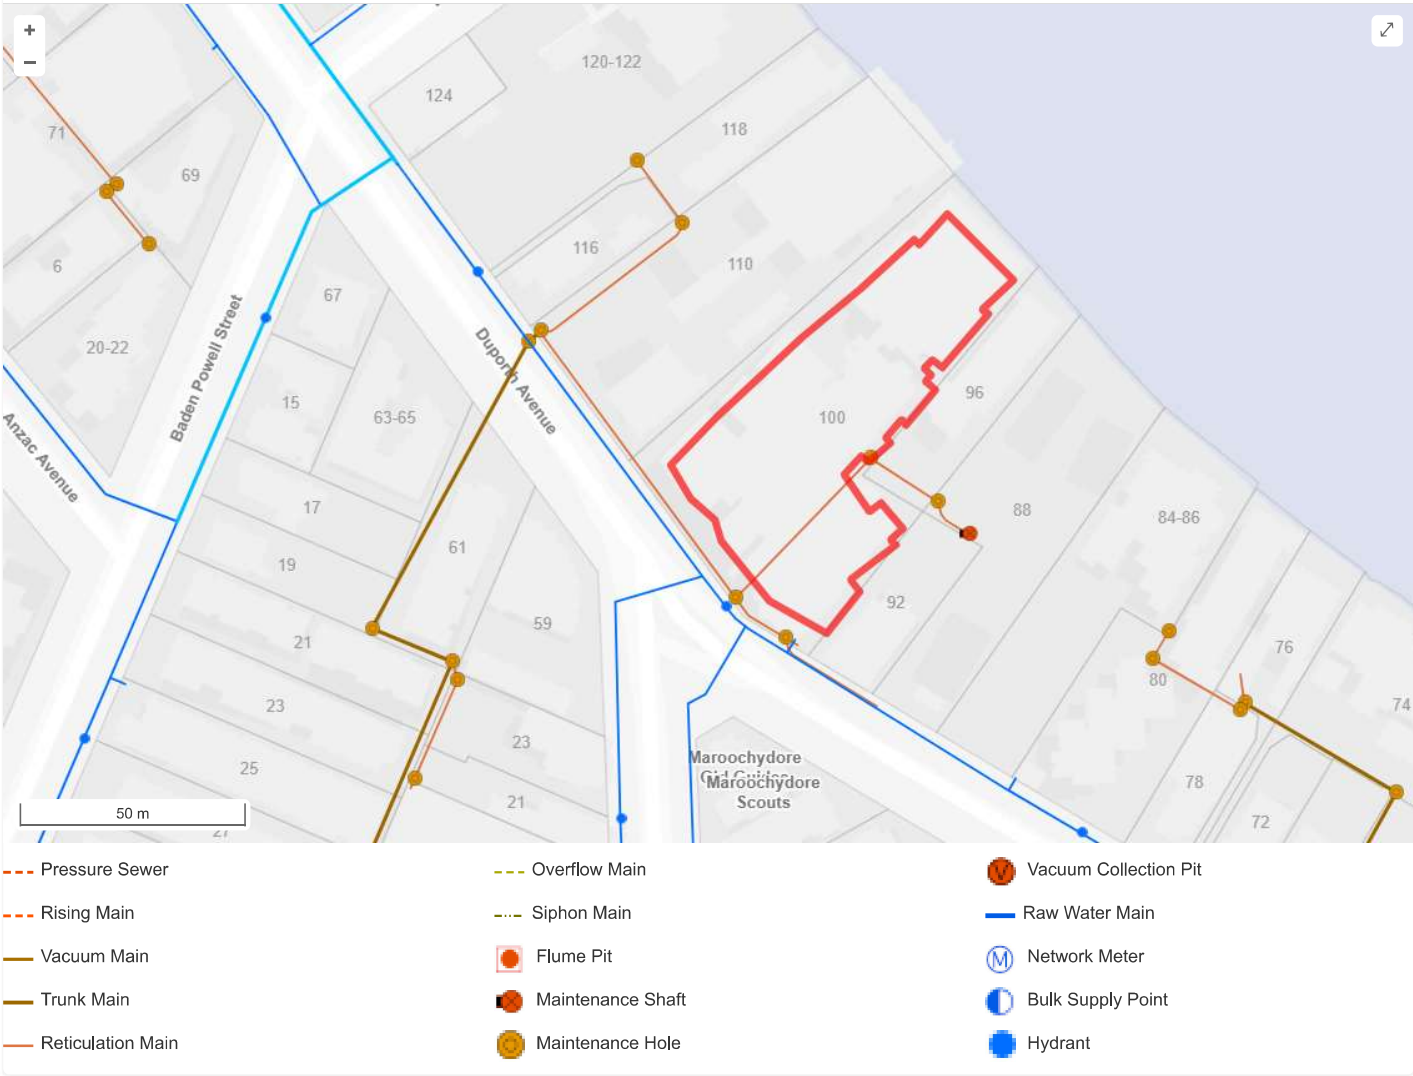 +
−
120-122
124
118
71
69
116
110
6
67
20-22
Baden Powell Street
Duporth Avenue
Anzac Avenue
15
63-65
100
96
17
88
84-86
61
19
92
59
21
76
80
23
74
23
25
Maroochydore
Maroochydore
Scouts
78
21
72
27
50 m
Pressure Sewer
Overflow Main
Vacuum Collection Pit
Rising Main
Siphon Main
Raw Water Main
Vacuum Main
Flume Pit
M Network Meter
Trunk Main
Maintenance Shaft
Bulk Supply Point
Reticulation Main
Maintenance Hole
Hydrant